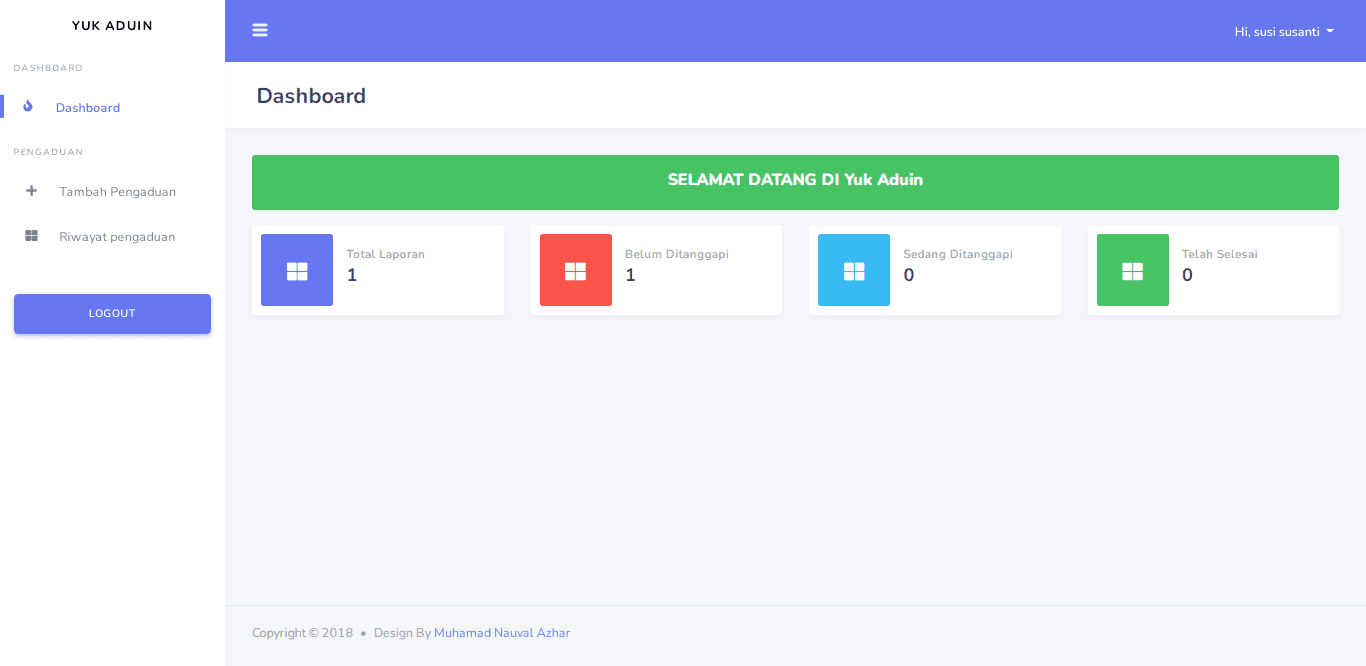 YUK ADUIN
DASHBOARD
Dashboard
PENGADUAN
Tambah Pengaduan
Riwayat pengaduan
LOGOUT
Hi, susi susanti
Dashboard
SELAMAT DATANG DI Yuk Aduin
Total Laporan
1
Belum Ditanggapi
1
Sedang Ditanggapi
0
Telah Selesai
0
Copyright © 2018 • Design By Muhamad Nauval Azhar